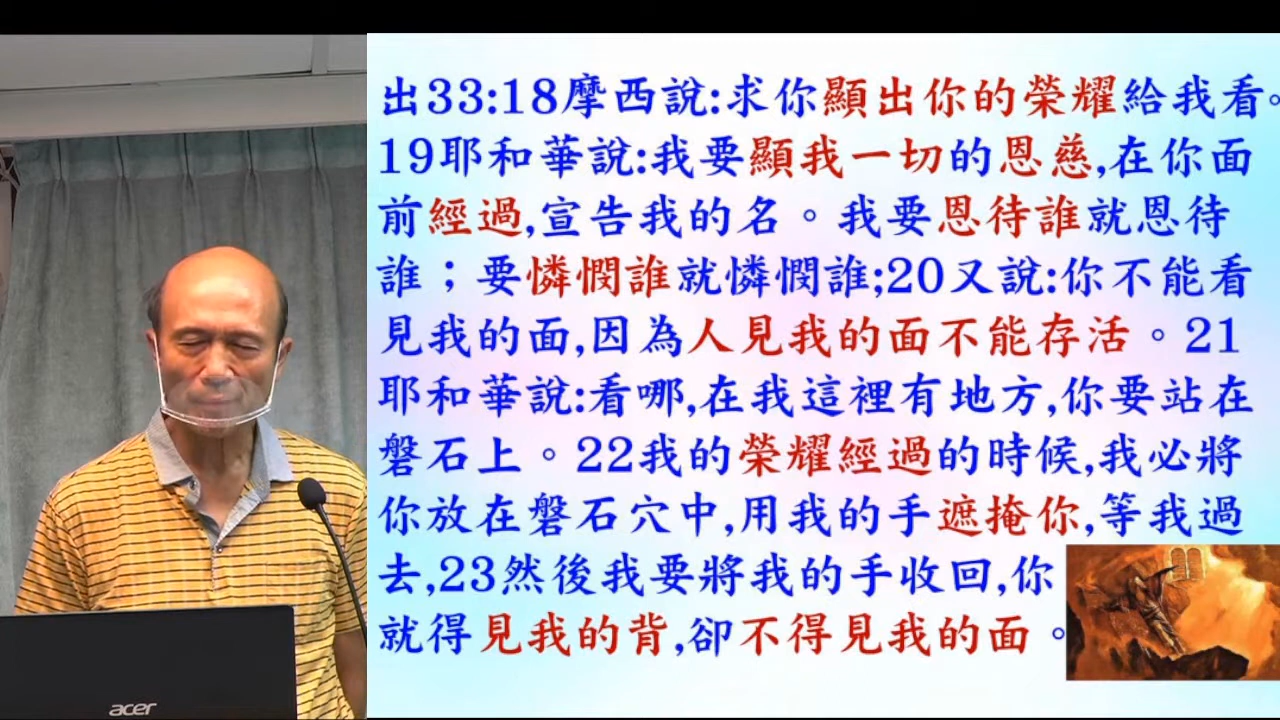 出33:18摩西說:求你顯出你的榮耀給我看。
19耶和華說:我要顯我一切的恩慈,在你面
前經過,宣告我的名。我要恩待誰就恩待
誰；要憐憫誰就憐憫誰;20又說:你不能看
見我的面,因為人見我的面不能存活。21
耶和華說:看哪,在我這裡有地方,你要站在
磐石上。22我的榮耀經過的時候,我必將
你放在磐石穴中,用我的手遮掩你,等我過
去,23然後我要將我的手收回,你
就得見我的背,卻不得見我的面。
acer